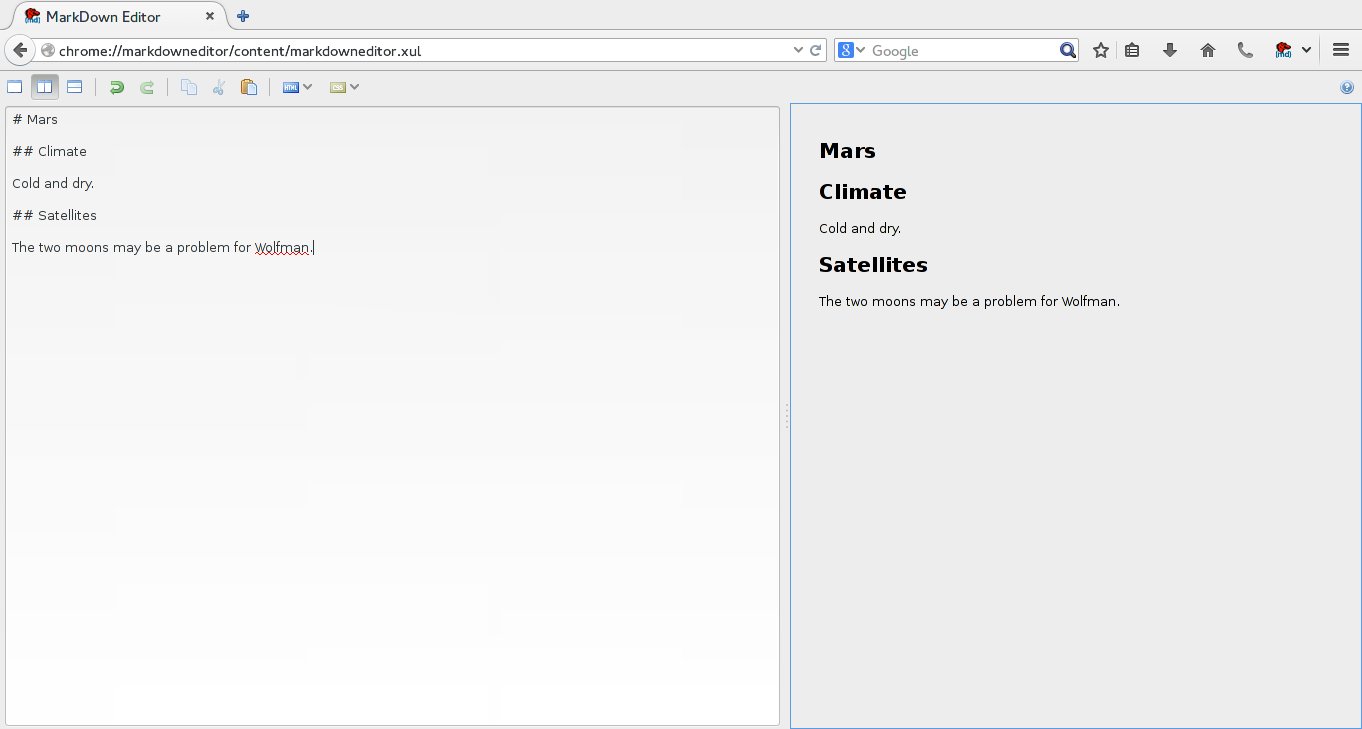 MarkDown Editor
chrome://markdowneditor/content/markdowneditor.xul
8
Google
{md}
HTML
CSS
# Mars
## Climate
Cold and dry.
## Satellites
The two moons may be a problem for Wolfman.
Mars
Climate
Cold and dry.
Satellites
The two moons may be a problem for Wolfman.